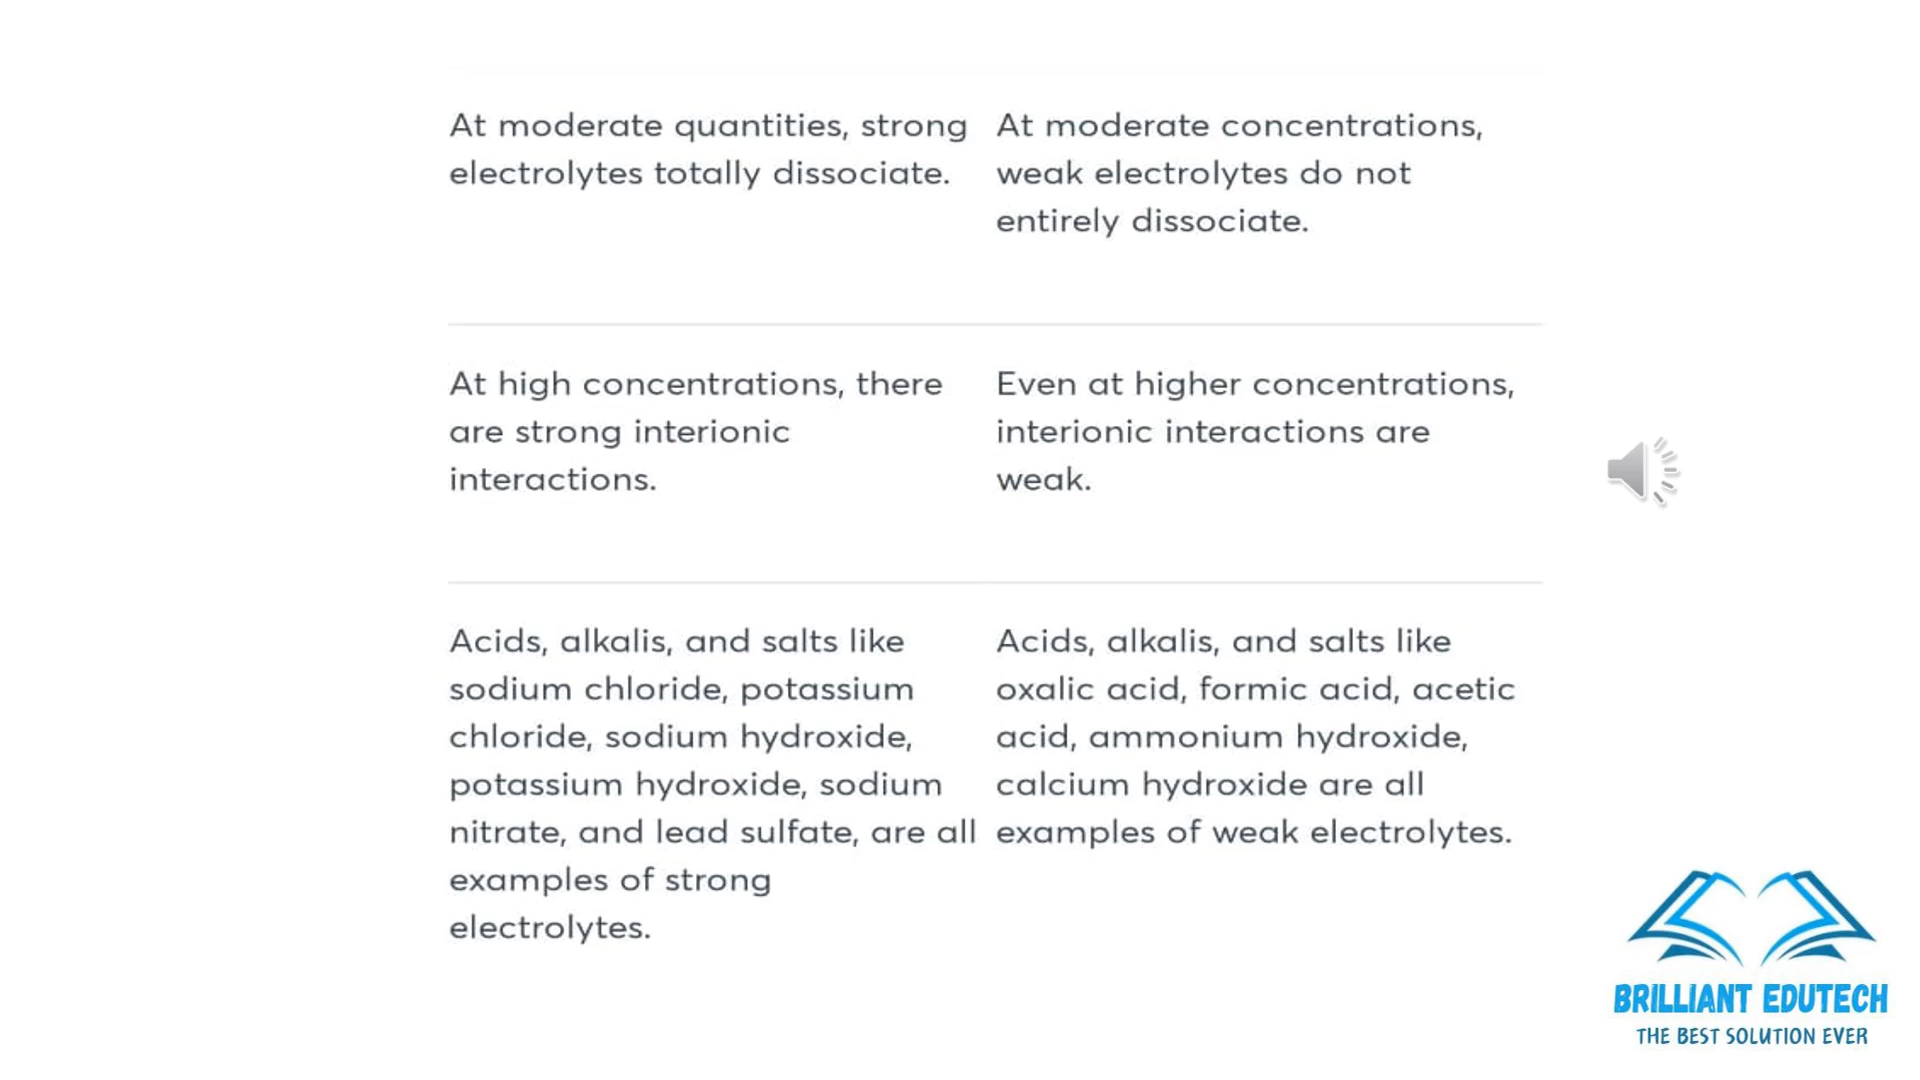 At moderate quantities, strong
electrolytes totally dissociate.
At moderate concentrations,
weak electrolytes do not
entirely dissociate.
At high concentrations, there
are strong interionic
interactions.
Even at higher concentrations,
interionic interactions are
weak.
Acids, alkalis, and salts like
sodium chloride, potassium
chloride, sodium hydroxide,
potassium hydroxide, sodium
nitrate, and lead sulfate, are all
examples of strong
electrolytes.
Acids, alkalis, and salts like
oxalic acid, formic acid, acetic
acid, ammonium hydroxide,
calcium hydroxide are all
examples of weak electrolytes.
BRILLIANT EDUTECH
THE BEST SOLUTION EVER